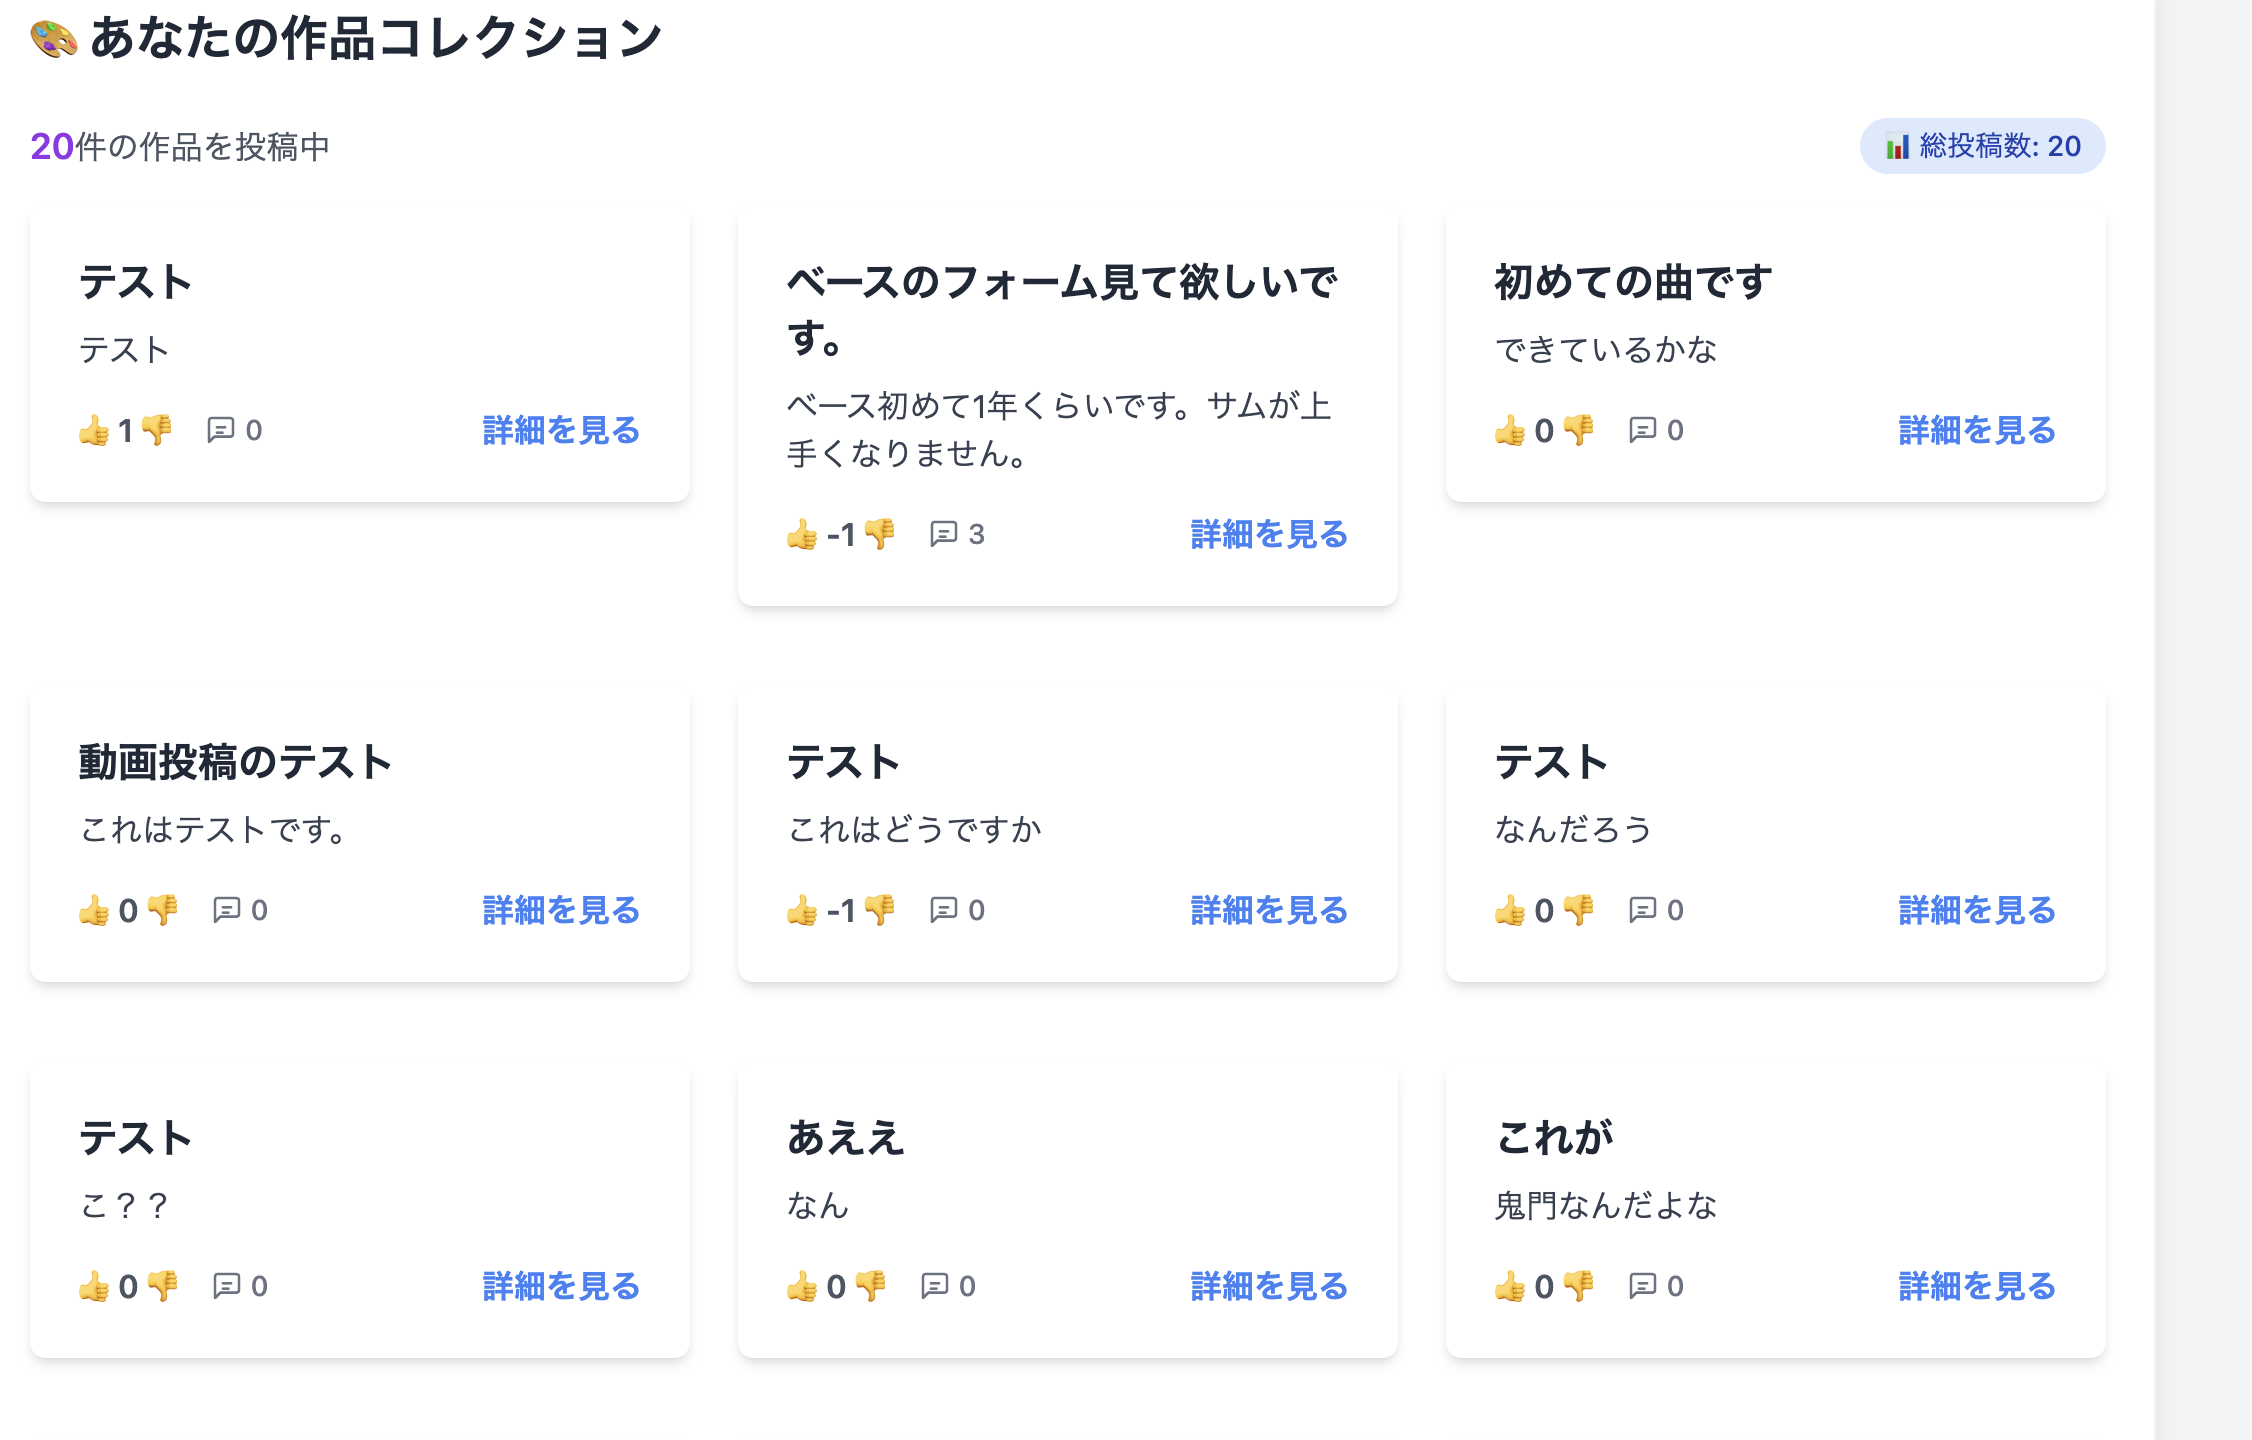 🎨 あなたの作品コレクション
20件の作品を投稿中
📊 総投稿数: 20
テスト
テスト
👍 1 👎 0
詳細を見る
ベースのフォーム見て欲しいで
す。
ベース初めて1年くらいです。サムが上
手くなりません。
👍 -1 👎 3
詳細を見る
初めての曲です
できているかな
👍 0 👎 0
詳細を見る
動画投稿のテスト
これはテストです。
👍 0 👎 0
詳細を見る
テスト
これはどうですか
👍 -1 👎 0
詳細を見る
テスト
なんだろう
👍 0 👎 0
詳細を見る
テスト
こ？？
👍 0 👎 0
詳細を見る
あええ
なん
👍 0 👎 0
詳細を見る
これが
鬼門なんだよな
👍 0 👎 0
詳細を見る